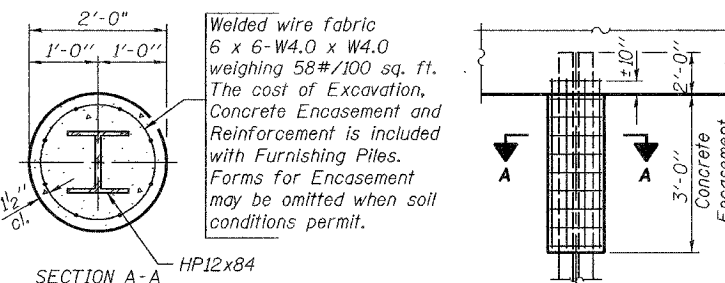 2'-0"
1'-0" 1'-0"
Welded wire fabric
6 x 6-W4.0 x W4.0
weighing 58#/100 sq. ft.
The cost of Excavation,
Concrete Encasement and
Reinforcement is included
with Furnishing Piles.
Forms for Encasement
may be omitted when soil
conditions permit.
1½"
cl.
HP12x84
SECTION A-A
±10"
2'-0"
A
A
3'-0"
Concrete
Encasement